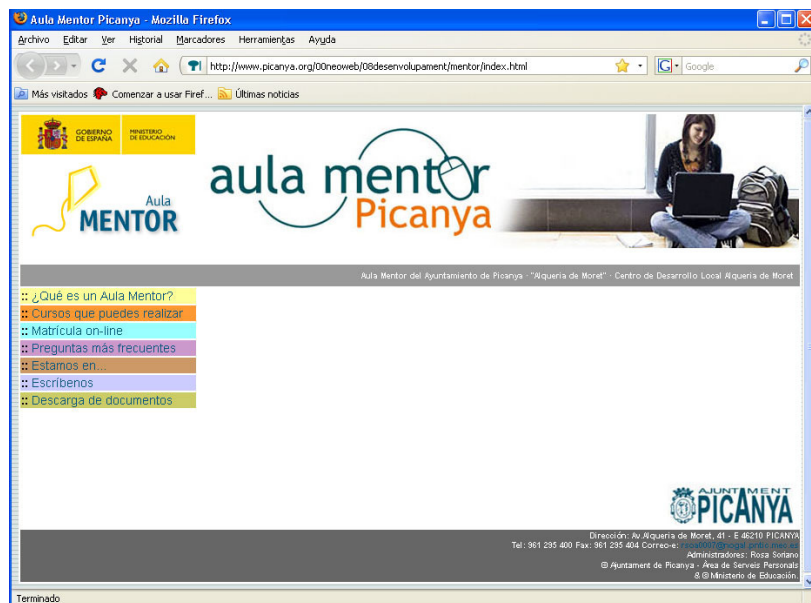 Aula Mentor Picanya - Mozilla Firefox
Archivo Editar Ver Historial Marcadores Herramientas Ayuda
http://www.picanya.org/00neoweb/08desenvolupament/mentor/index.html
G Google
Más visitados Comenzar a usar Firef... Últimas noticias
GOBIERNO DE ESPAÑA
MINISTERIO DE EDUCACIÓN
Aula
MENTOR
aula mentor
Picanya
Aula Mentor del Ayuntamiento de Picanya · "Alqueria de Moret" · Centro de Desarrollo Local Alqueria de Moret
:: ¿Qué es un Aula Mentor?
:: Cursos que puedes realizar
:: Matrícula on-line
:: Preguntas más frecuentes
:: Estamos en...
:: Escríbenos
:: Descarga de documentos
AJUNTAMENT
PICANYA
Dirección: Av Alqueria de Moret, 41 - E 46210 PICANYA
Tel: 961 295 400 Fax: 961 295 404 Correo-e:
Administradores: Rosa Soriano
© Ajuntament de Picanya - Àrea de Serveis Personals
& © Ministerio de Educación.
Terminado